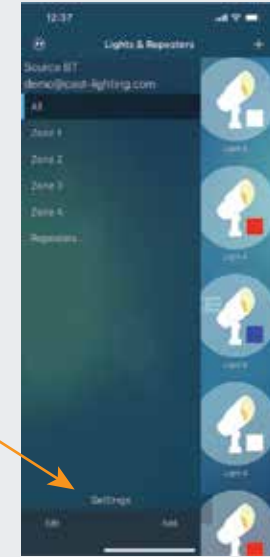 12:37
Lights & Repeaters
+
Source BT
demo@cast-lighting.com
All
Zone 1
Zone 2
Zone 3
Zone 4
Repeaters
Settings
Edit
Add